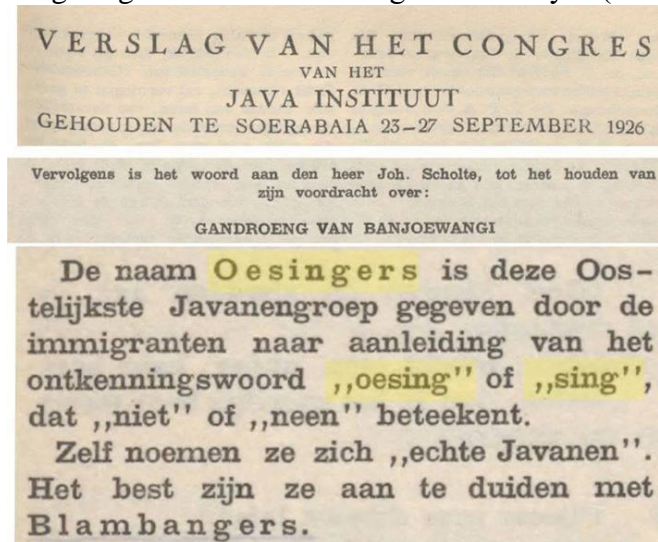 VERSLAG VAN HET CONGRES
VAN HET
JAVA INSTITUUT
GEHOUDEN TE SOERABAIA 23–27 SEPTEMBER 1926
Vervolgens is het woord aan den heer Joh. Scholte, tot het houden van
zijn voordracht over:
GANDROENG VAN BANJOEWANGI
De naam Oesingers is deze Oos-
telijkste Javanengroep gegeven door de
immigranten naar aanleiding van het
ontkenningswoord ,,oesing" of ,,sing",
dat ,,niet" of ,,neen" beteekent.
Zelf noemen ze zich ,,echte Javanen".
Het best zijn ze aan te duiden met
Blambangers.